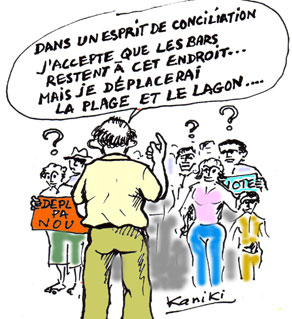 DANS UN ESPRIT DE CONCILIATION
J'ACCEPTE QUE LES BARS
RESTENT À CET ENDROIT...
MAIS JE DÉPLACERAI
LA PLAGE ET LE LAGON....
?
?
?
DEPL
PA
NOU
VOTE
Kaniki